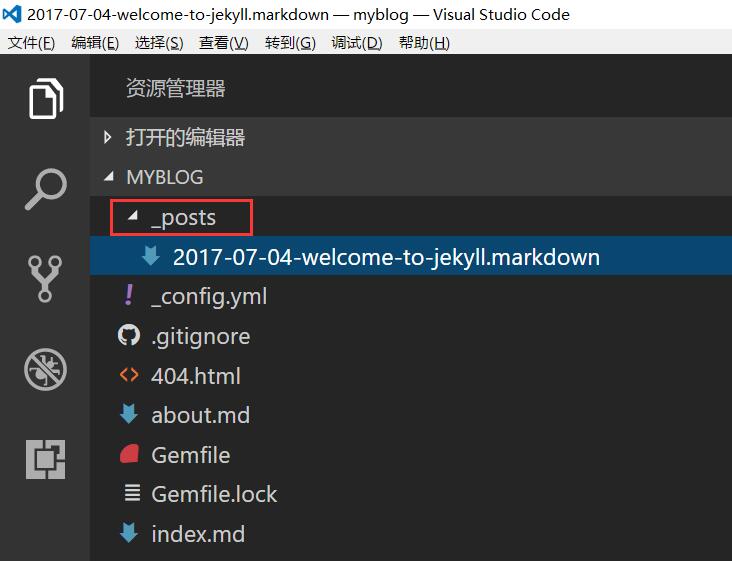 2017-07-04-welcome-to-jekyll.markdown — myblog — Visual Studio Code
文件(F) 编辑(E) 选择(S) 查看(V) 转到(G) 调试(D) 帮助(H)
资源管理器
打开的编辑器
MYBLOG
_posts
2017-07-04-welcome-to-jekyll.markdown
_config.yml
.gitignore
404.html
about.md
Gemfile
Gemfile.lock
index.md